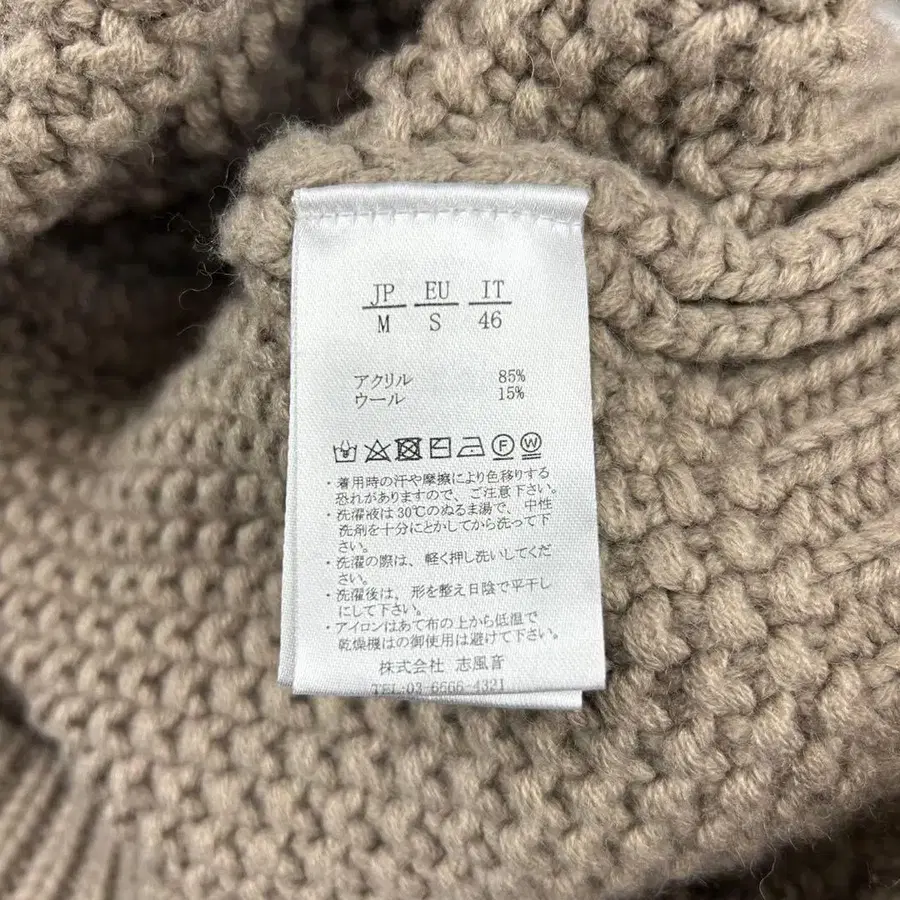 JP EU IT
M S 46
アクリル 85%
ウール 15%
F W
・着用時の汗や摩擦により色移りする
恐れがありますので、ご注意下さい。
・洗濯液は30℃のぬるま湯で、中性
洗剤を十分にとかしてから洗って下
さい。
・洗濯の際は、軽く押し洗いしてくだ
さい。
・洗濯後は、形を整え日陰で平干し
にして下さい。
・アイロンはあて布の上から低温で
乾燥機はの御使用は避けて下さい。
株式会社 志風音
TEL:03-6666-4321